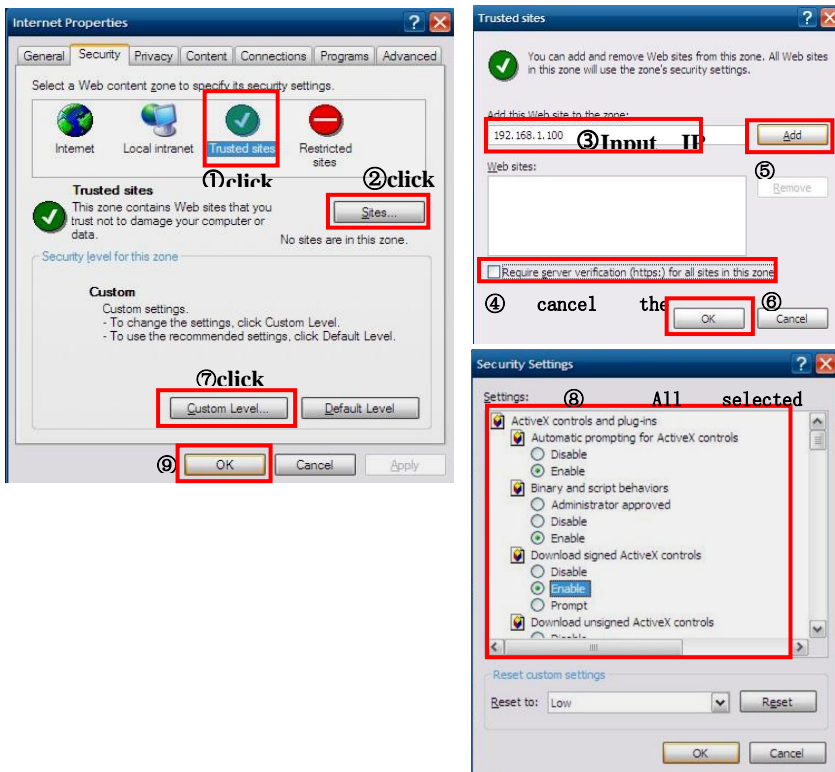 Internet Properties
General Security Privacy Content Connections Programs Advanced
Select a Web content zone to specify its security settings.
Internet Local intranet Trusted sites Restricted sites
①click
②click
Trusted sites
This zone contains Web sites that you
trust not to damage your computer or
data.
Sites...
No sites are in this zone.
Security level for this zone
Custom
Custom settings.
- To change the settings, click Custom Level.
- To use the recommended settings, click Default Level.
⑦click
Custom Level... Default Level
⑨ OK Cancel Apply
Trusted sites
You can add and remove Web sites from this zone. All Web sites
in this zone will use the zone's security settings.
Add this Web site to the zone:
192.168.1.100 ③Input IP Add
Web sites:
⑤
Remove
Require server verification (https:) for all sites in this zone
④ cancel the ⑥
OK Cancel
Security Settings
Settings: ⑧ All selected
ActiveX controls and plug-ins
Automatic prompting for ActiveX controls
Disable
Enable
Binary and script behaviors
Administrator approved
Disable
Enable
Download signed ActiveX controls
Disable
Enable
Prompt
Download unsigned ActiveX controls
Disable
Reset custom settings
Reset to: Low Reset
OK Cancel